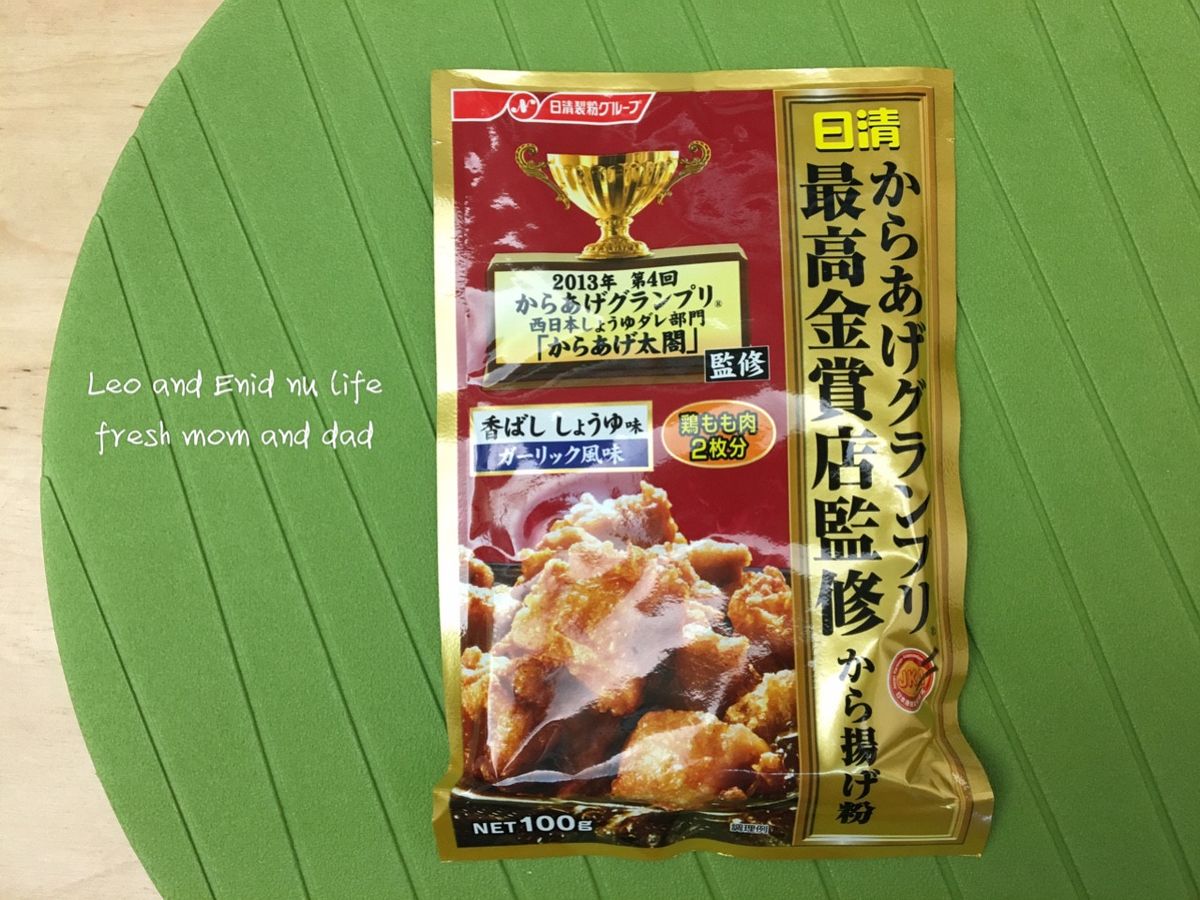 日清製粉グループ
日清
からあげグランプリ®
最高金賞店監修
から揚げ粉
2013年 第4回
からあげグランプリ®
西日本しょうゆダレ部門
「からあげ太閤」
監修
香ばし しょうゆ味
ガーリック風味
鶏もも肉
2枚分
NET 100g
調理例
Leo and Enid nu life
fresh mom and dad